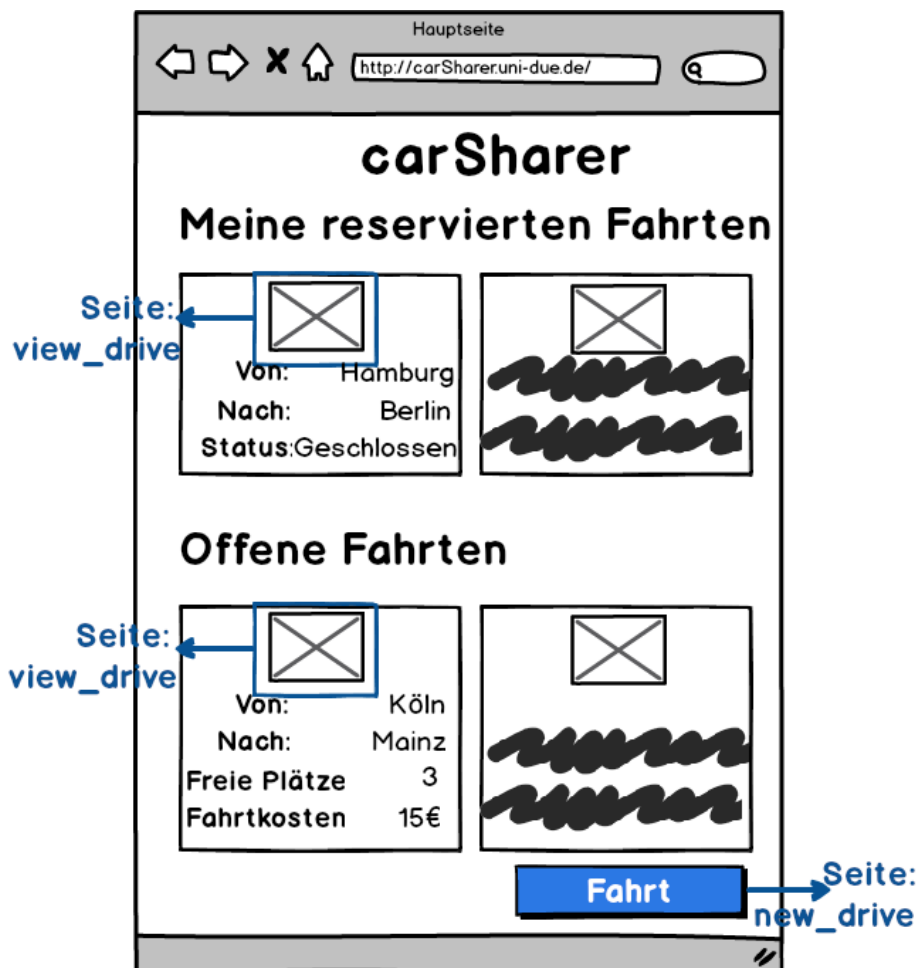 Hauptseite
http://carSharer.uni-due.de/
carSharer
Meine reservierten Fahrten
Seite:
view_drive
Von: Hamburg
Nach: Berlin
Status:Geschlossen
Offene Fahrten
Seite:
view_drive
Von: Köln
Nach: Mainz
Freie Plätze 3
Fahrtkosten 15€
Fahrt
Seite:
new_drive